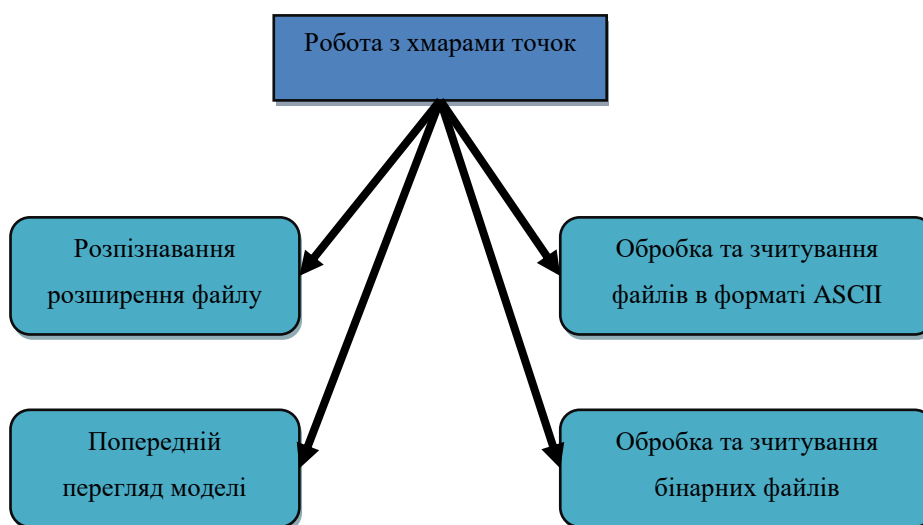 Робота з хмарами точок
Розпізнавання
розширення файлу
Обробка та зчитування
файлів в форматі ASCII
Попередній
перегляд моделі
Обробка та зчитування
бінарних файлів